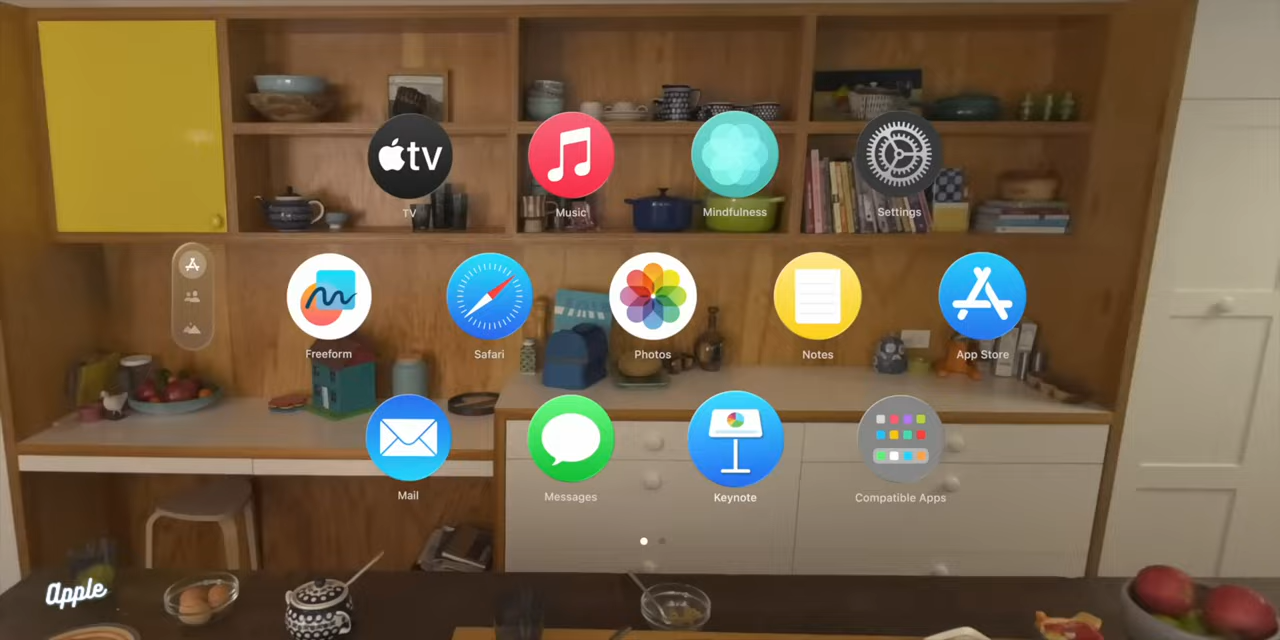 tv
TV
Music
Mindfulness
Settings
Freeform
Safari
Photos
Notes
App Store
Mail
Messages
Keynote
Compatible Apps
Apple